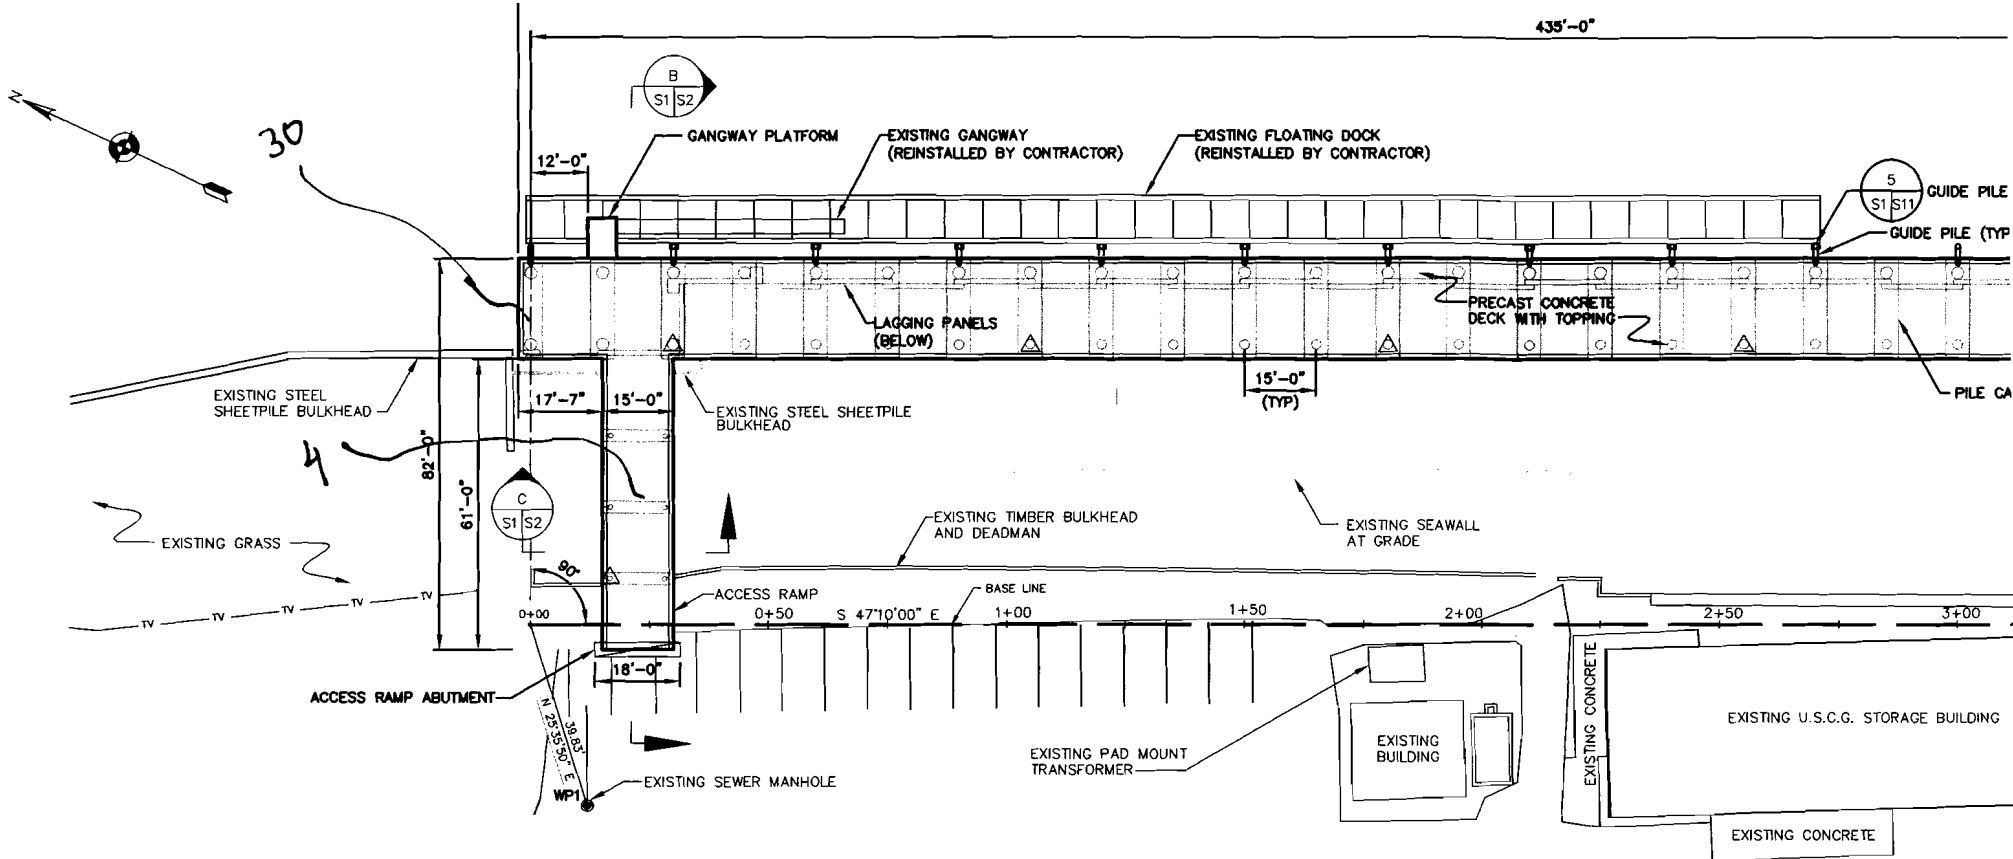 435'-0"
N
30
B
S1 S2
GANGWAY PLATFORM
EXISTING GANGWAY
(REINSTALLED BY CONTRACTOR)
EXISTING FLOATING DOCK
(REINSTALLED BY CONTRACTOR)
12'-0"
5
S1 S11
GUIDE PILE
GUIDE PILE (TYP
LAGGING PANELS
(BELOW)
PRECAST CONCRETE
DECK WITH TOPPING
EXISTING STEEL
SHEETPILE BULKHEAD
17'-7"
15'-0"
EXISTING STEEL SHEETPILE
BULKHEAD
15'-0"
(TYP)
PILE CA
4
82'-0"
61'-0"
C
S1 S2
EXISTING GRASS
EXISTING TIMBER BULKHEAD
AND DEADMAN
EXISTING SEAWALL
AT GRADE
90°
TV TV TV TV TV
ACCESS RAMP
BASE LINE
0+00
0+50
S 47°10'00" E
1+00
1+50
2+00
2+50
3+00
18'-0"
ACCESS RAMP ABUTMENT
39.83'
N 25°35'50" E
WP1
EXISTING SEWER MANHOLE
EXISTING PAD MOUNT
TRANSFORMER
EXISTING
BUILDING
EXISTING CONCRETE
EXISTING U.S.C.G. STORAGE BUILDING
EXISTING CONCRETE